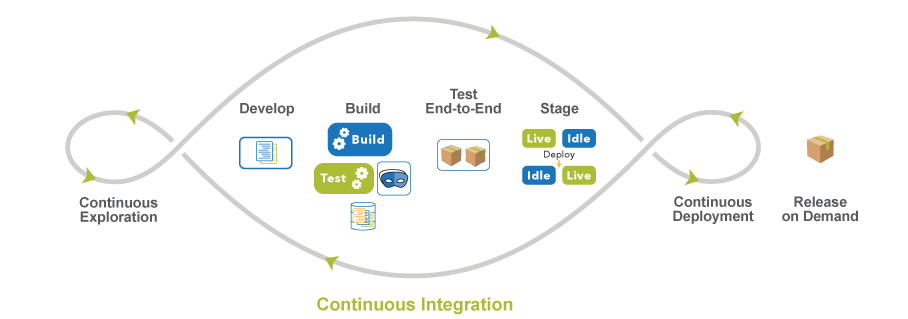 Test
Develop Build End-to-End Stage
Build
Live Idle
Deploy
Test
Idle Live
Continuous
Exploration
Continuous
Deployment
Release
on Demand
Continuous Integration